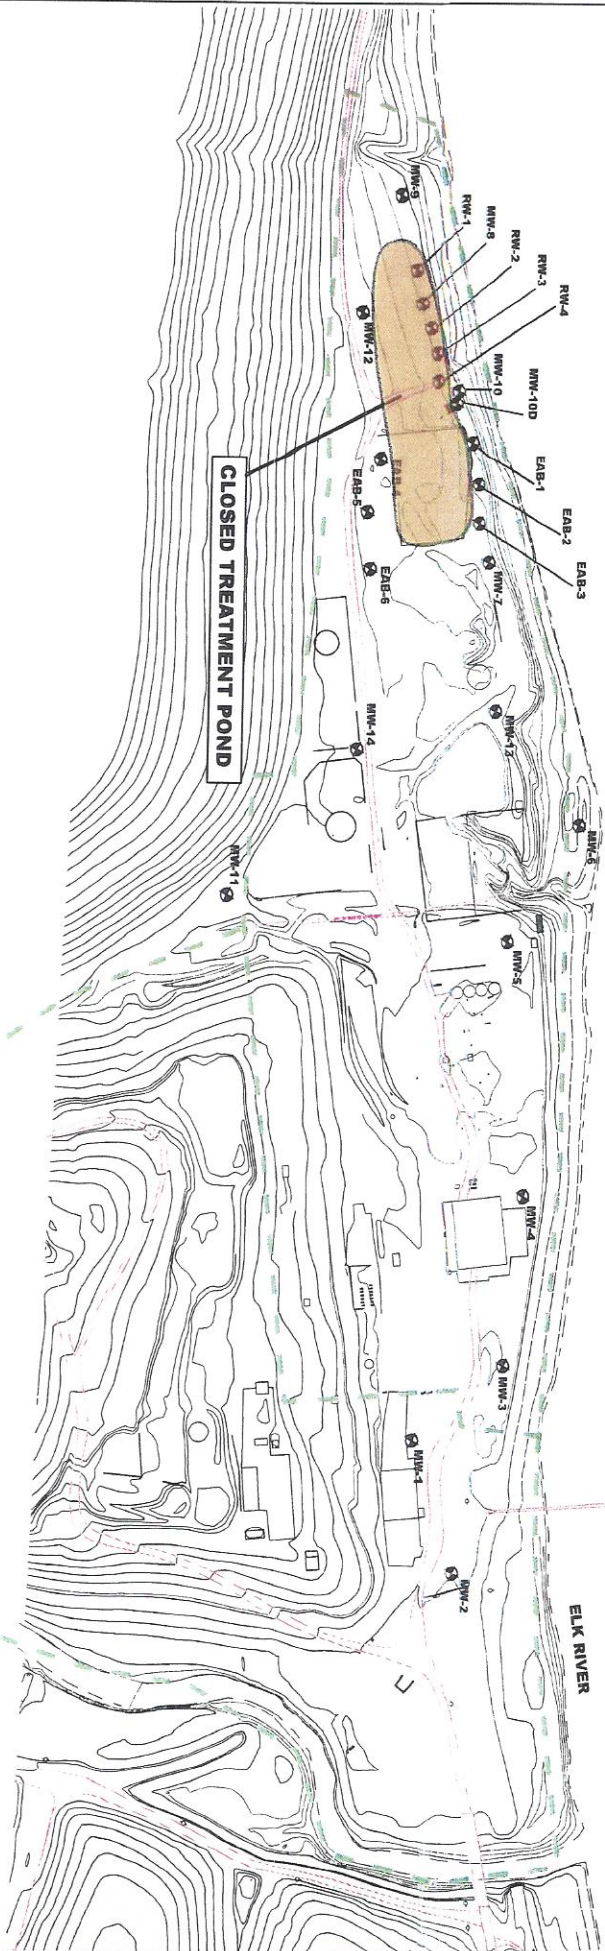 MW-9
RW-1
MW-8
RW-2
RW-3
RW-4
MW-10
MW-10D
EAB-1
EAB-2
EAB-3
MW-12
EAB-4
EAB-5
EAB-6
MW-7
CLOSED TREATMENT POND
MW-13
MW-14
MW-6
MW-11
MW-5
MW-4
MW-3
MW-1
MW-2
ELK RIVER